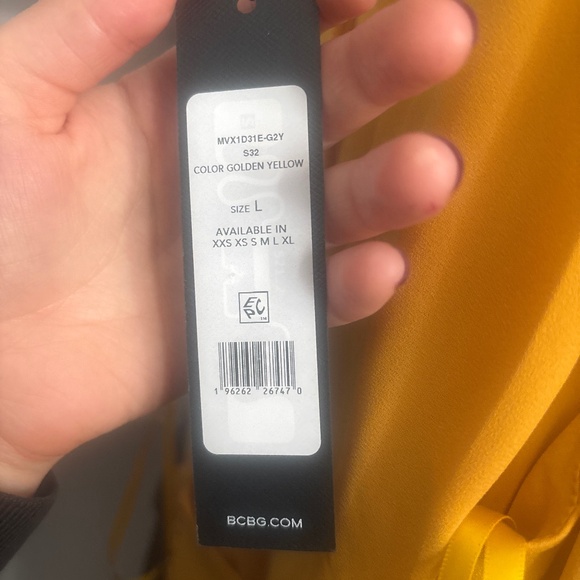 MVX1D31E-G2Y
S32
COLOR GOLDEN YELLOW
SIZE L
AVAILABLE IN
XXS XS S M L XL
EPC TM
1 96262 26747 0
BCBG.COM